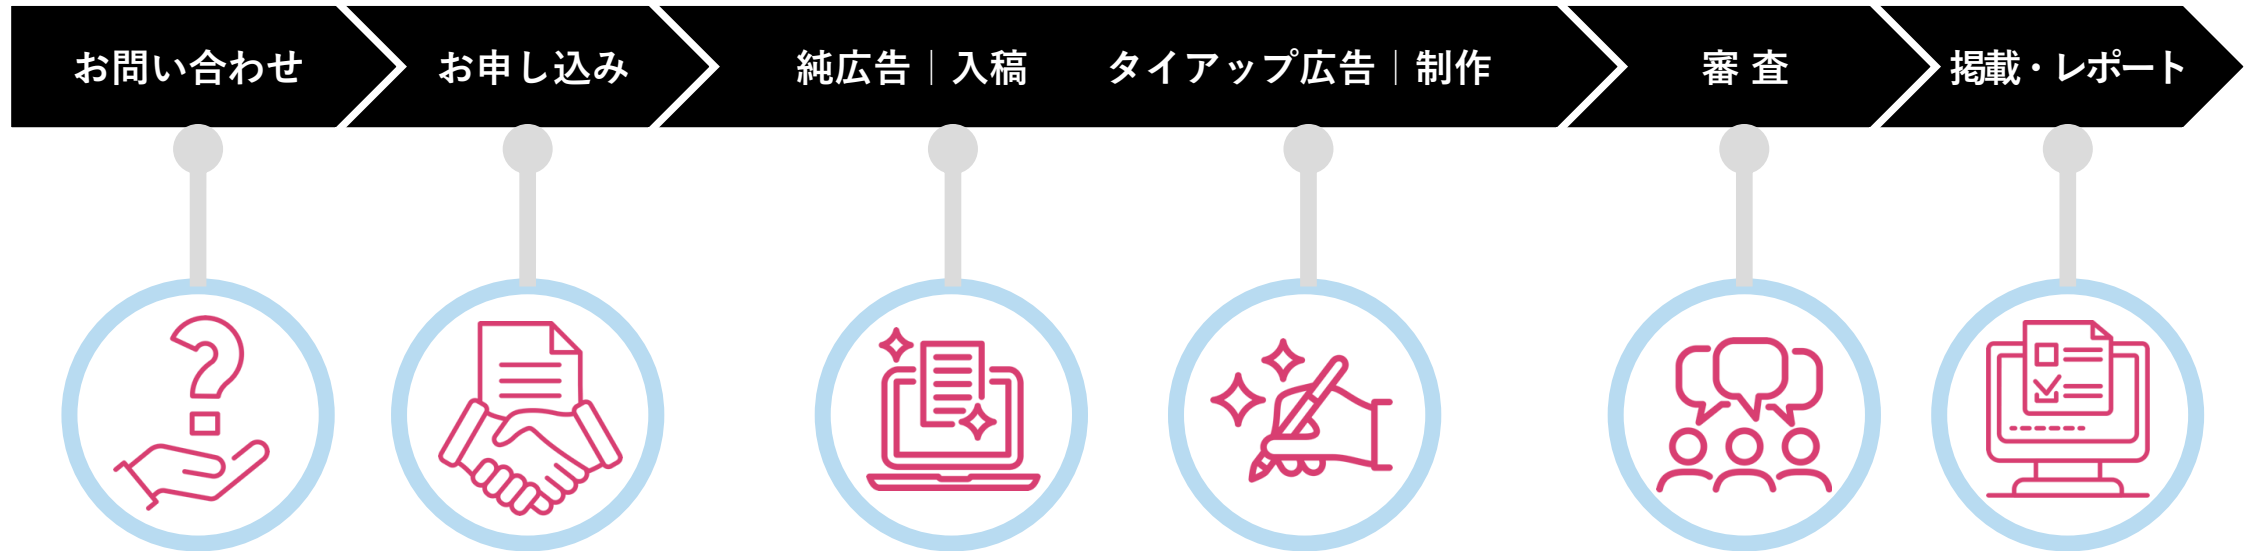 お問い合わせ
お申し込み
純広告｜入稿
タイアップ広告｜制作
審査
掲載・レポート